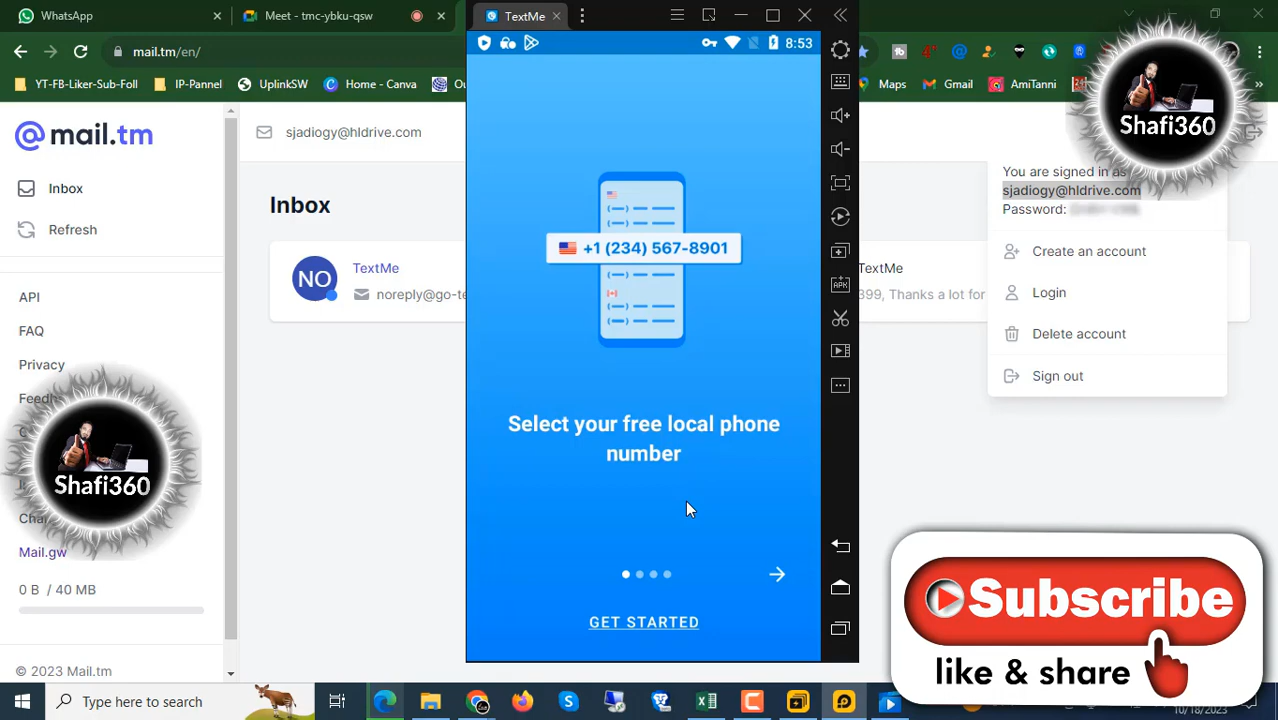 WhatsApp
Meet - tmc-ybku-qsw
TextMe
mail.tm/en/
YT-FB-Liker-Sub-Foll
IP-Pannel
UplinkSW
Home - Canva
Maps
Gmail
AmiTanni
8:53
@mail.tm
sjadiogy@hldrive.com
Inbox
Refresh
API
FAQ
Privacy
Mail.gw
0 B / 40 MB
© 2023 Mail.tm
Inbox
NO
TextMe
noreply@go-te
TextMe
399, Thanks a lot for
+1 (234) 567-8901
Select your free local phone
number
GET STARTED
APK
You are signed in as
sjadiogy@hldrive.com
Password:
Create an account
Login
Delete account
Sign out
Shafi360
Shafi360
Subscribe
like & share
Type here to search
10/18/2023